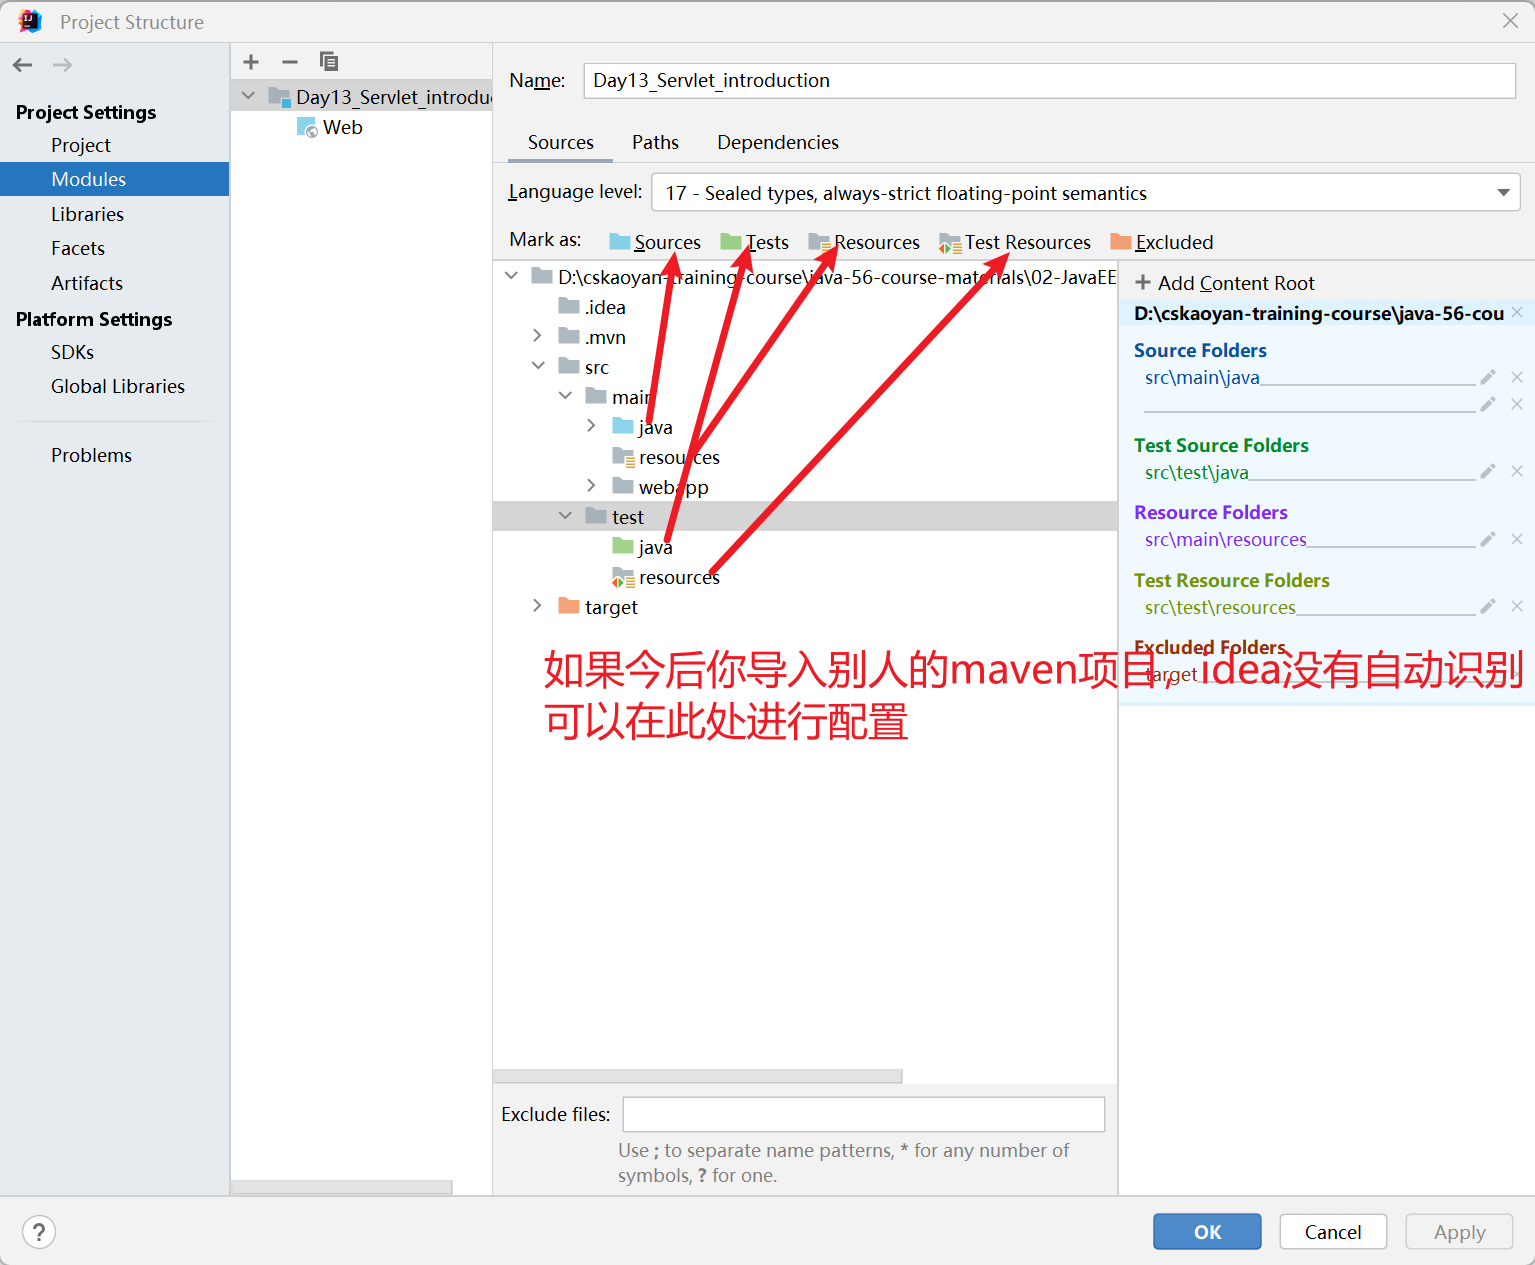 Project Structure
Project Settings
Project
Modules
Libraries
Facets
Artifacts
Platform Settings
SDKs
Global Libraries
Problems
Day13_Servlet_introdu
Web
Name: Day13_Servlet_introduction
Sources Paths Dependencies
Language level: 17 - Sealed types, always-strict floating-point semantics
Mark as: Sources Tests Resources Test Resources Excluded
D:\cskaoyan-training-course\java-56-course-materials\02-JavaEE
.idea
.mvn
src
main
java
resources
webapp
test
java
resources
target
Add Content Root
D:\cskaoyan-training-course\java-56-cou
Source Folders
src\main\java
Test Source Folders
src\test\java
Resource Folders
src\main\resources
Test Resource Folders
src\test\resources
Excluded Folders
target
如果今后你导入别人的maven项目，idea没有自动识别
可以在此处进行配置
Exclude files:
Use ; to separate name patterns, * for any number of
symbols, ? for one.
?
OK Cancel Apply